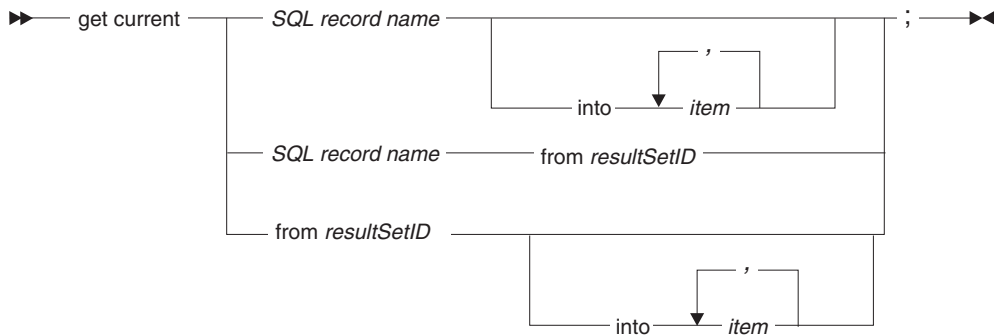 get current SQL record name ;
,
into item
SQL record name from resultSetID
from resultSetID
,
into item